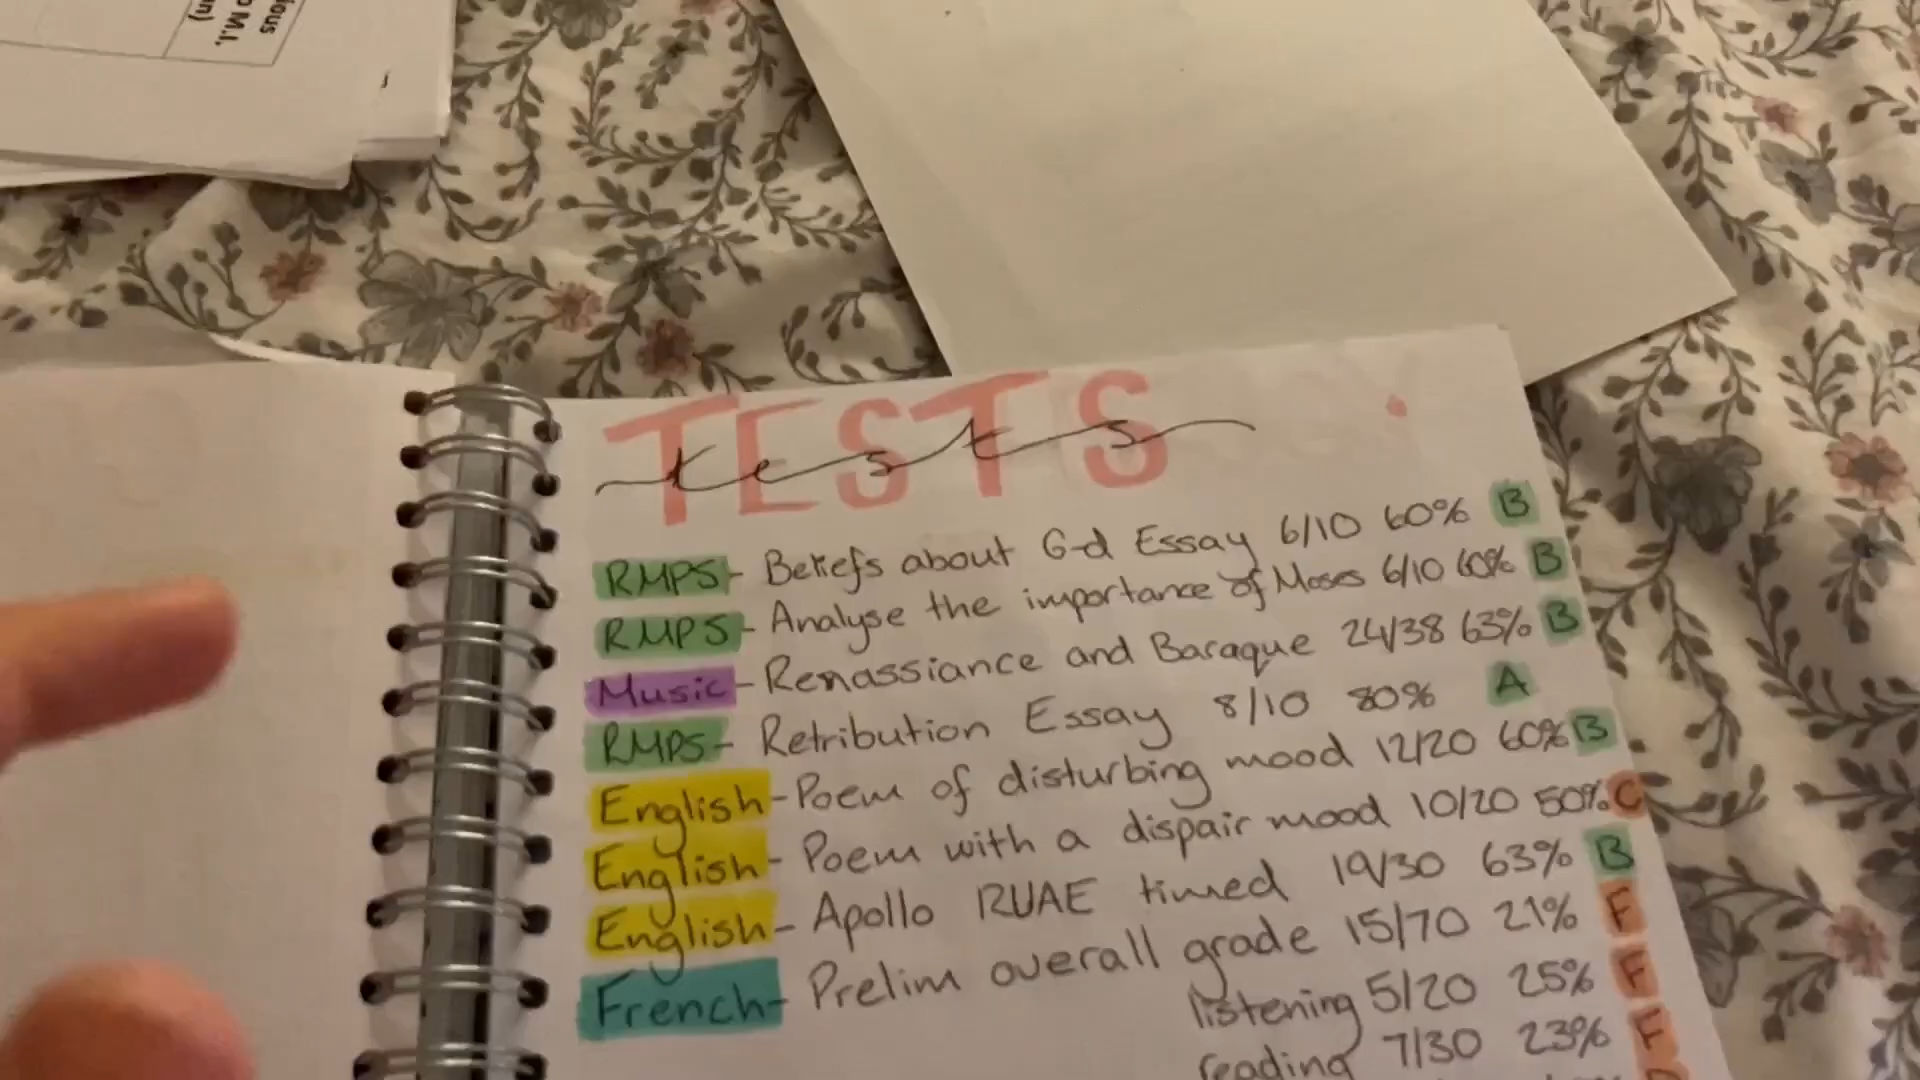 ious
o M.I.
un)
TESTS
tests
RMPS - Beliefs about G-d Essay 6/10 60% B
RMPS - Analyse the importance of Moses 6/10 60% B
Music - Renassiance and Baraque 24/38 63% B
RMPS - Retribution Essay 8/10 80% A
English - Poem of disturbing mood 12/20 60% B
English - Poem with a dispair mood 10/20 50% C
English - Apollo RUAE timed 19/30 63% B
French - Prelim overall grade 15/70 21% F
listening 5/20 25% F
reading 7/30 23% F